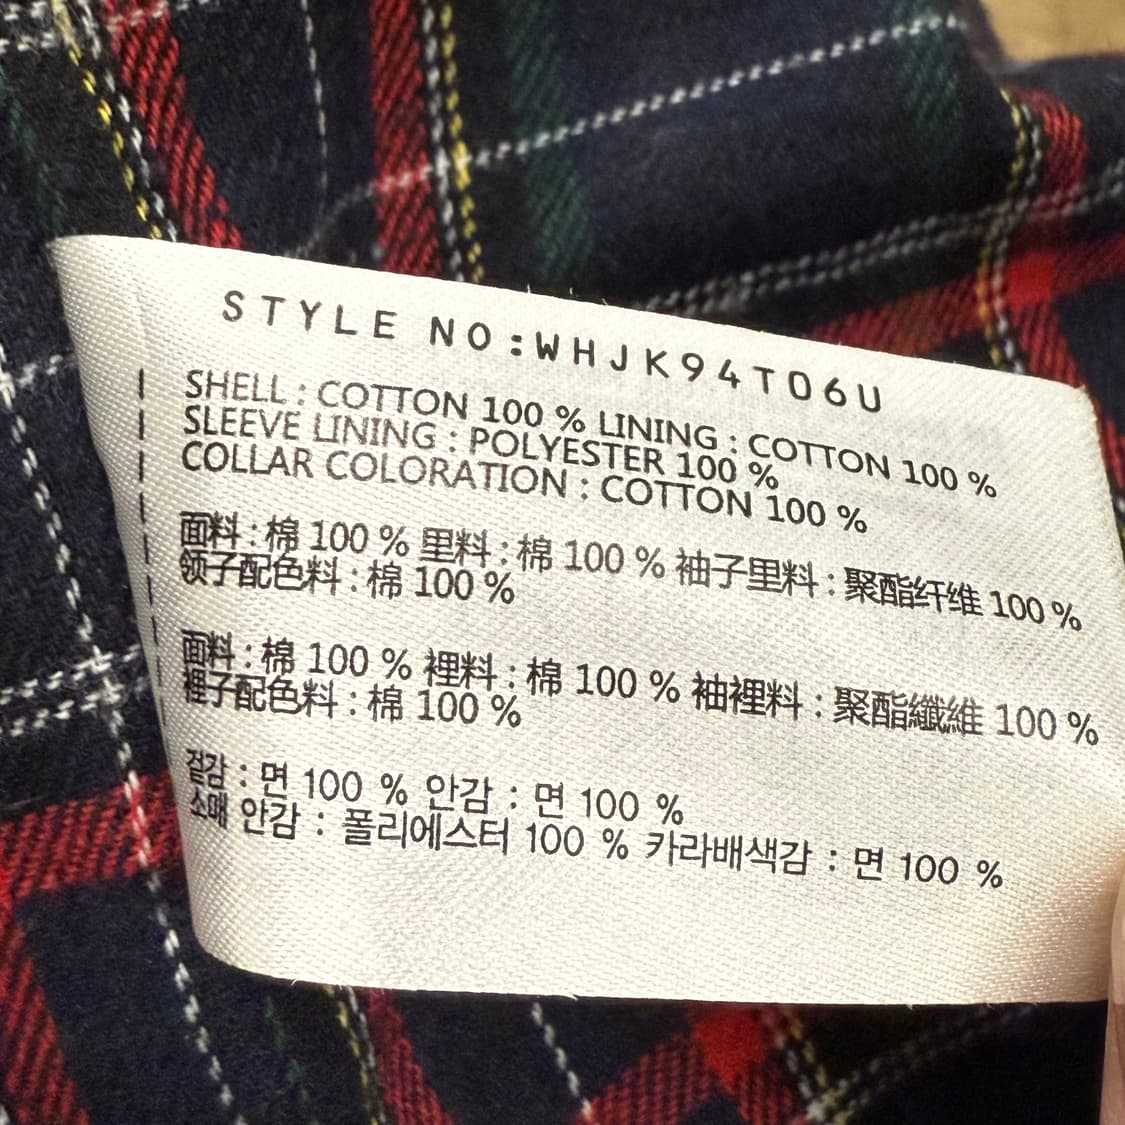 STYLE NO:WHJK94T06U
SHELL : COTTON 100 % LINING : COTTON 100 %
SLEEVE LINING : POLYESTER 100 %
COLLAR COLORATION : COTTON 100 %
面料 : 棉 100 % 里料 : 棉 100 % 袖子里料 : 聚酯纤维 100 %
领子配色料 : 棉 100 %
面料 : 棉 100 % 裡料 : 棉 100 % 袖裡料 : 聚酯纖維 100 %
裡子配色料 : 棉 100 %
겉감 : 면 100 % 안감 : 면 100 %
소매 안감 : 폴리에스터 100 % 카라배색감 : 면 100 %